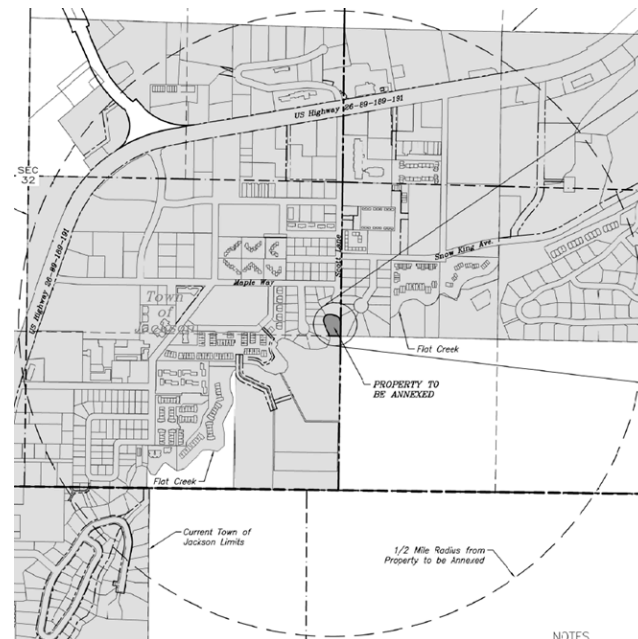 US Highway 26-89-189-191
SEC
32
US Highway 26-89-189-191
Scott Lane
Snow King Ave.
Maple Way
Town
of
Jackson
Flat Creek
PROPERTY TO
BE ANNEXED
Flat Creek
Current Town of
Jackson Limits
1/2 Mile Radius from
Property to be Annexed
NOTES